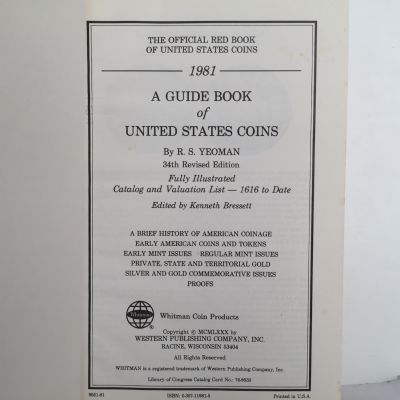 THE OFFICIAL RED BOOK
OF UNITED STATES COINS
1981
A GUIDE BOOK
of
UNITED STATES COINS
By R. S. YEOMAN
34th Revised Edition
Fully Illustrated
Catalog and Valuation List — 1616 to Date
Edited by Kenneth Bressett
A BRIEF HISTORY OF AMERICAN COINAGE
EARLY AMERICAN COINS AND TOKENS
EARLY MINT ISSUES REGULAR MINT ISSUES
PRIVATE, STATE AND TERRITORIAL GOLD
SILVER AND GOLD COMMEMORATIVE ISSUES
PROOFS
Whitman
Whitman Coin Products
Copyright © MCMLXXX by
WESTERN PUBLISHING COMPANY, INC.
RACINE, WISCONSIN 53404
All Rights Reserved
WHITMAN is a registered trademark of Western Publishing Company, Inc.
Library of Congress Catalog Card No.:
9051-81 ISBN: Printed in U.S.A.